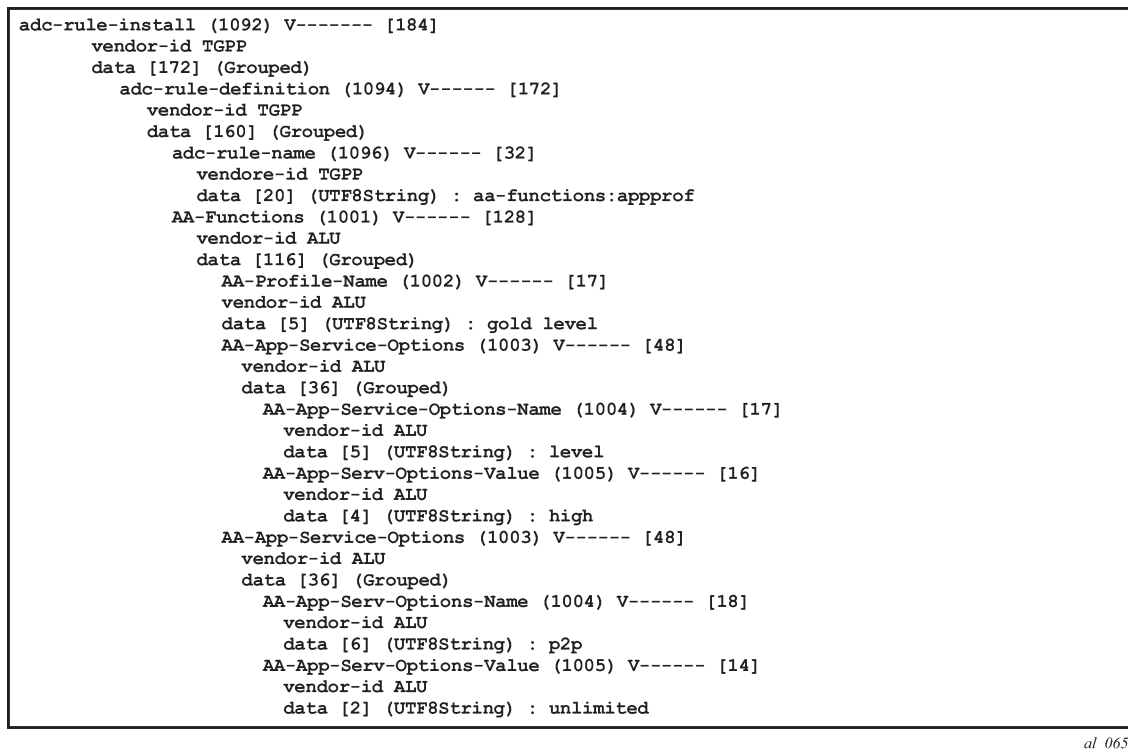 adc-rule-install (1092) V------- [184]
vendor-id TGPP
data [172] (Grouped)
adc-rule-definition (1094) V------ [172]
vendor-id TGPP
data [160] (Grouped)
adc-rule-name (1096) V------ [32]
vendore-id TGPP
data [20] (UTF8String) : aa-functions:appprof
AA-Functions (1001) V------ [128]
vendor-id ALU
data [116] (Grouped)
AA-Profile-Name (1002) V------ [17]
vendor-id ALU
data [5] (UTF8String) : gold level
AA-App-Service-Options (1003) V------ [48]
vendor-id ALU
data [36] (Grouped)
AA-App-Service-Options-Name (1004) V------ [17]
vendor-id ALU
data [5] (UTF8String) : level
AA-App-Serv-Options-Value (1005) V------ [16]
vendor-id ALU
data [4] (UTF8String) : high
AA-App-Service-Options (1003) V------ [48]
vendor-id ALU
data [36] (Grouped)
AA-App-Serv-Options-Name (1004) V------ [18]
vendor-id ALU
data [6] (UTF8String) : p2p
AA-App-Serv-Options-Value (1005) V------ [14]
vendor-id ALU
data [2] (UTF8String) : unlimited
al_065